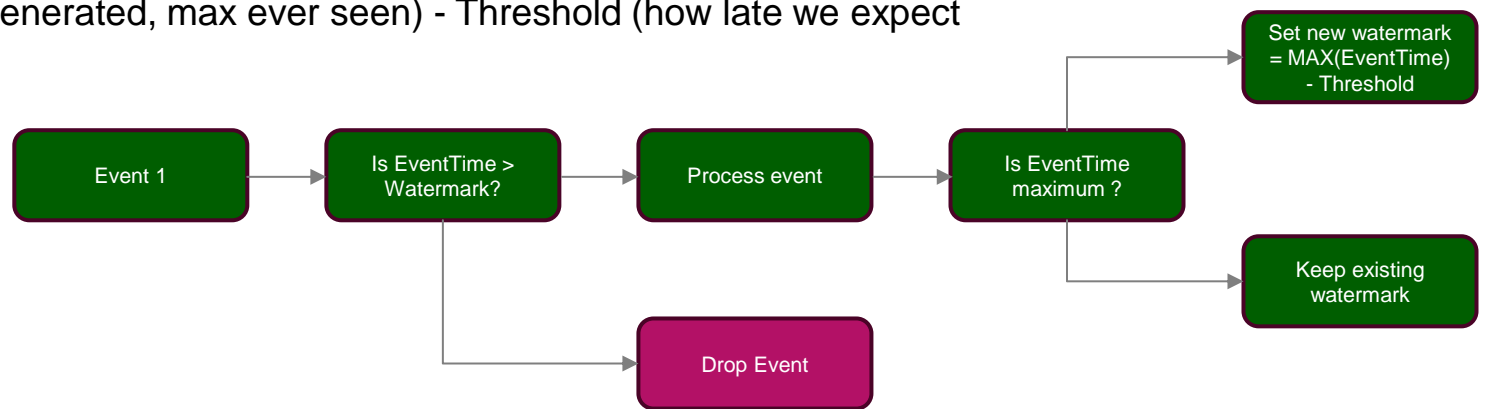 enerated, max ever seen) - Threshold (how late we expect
Set new watermark
= MAX(EventTime)
- Threshold
Event 1
Is EventTime >
Watermark?
Process event
Is EventTime
maximum ?
Keep existing
watermark
Drop Event